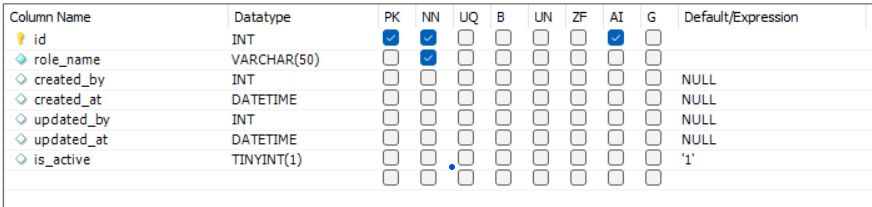 Column Name Datatype PK NN UQ B UN ZF AI G Default/Expression
id INT
role_name VARCHAR(50)
created_by INT NULL
created_at DATETIME NULL
updated_by INT NULL
updated_at DATETIME NULL
is_active TINYINT(1) '1'